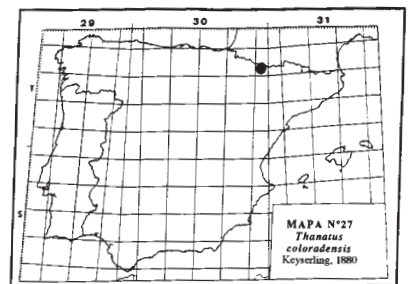 29 30 31
T
S
MAPA N°27
Thanatus
coloradensis
Keyserling, 1880